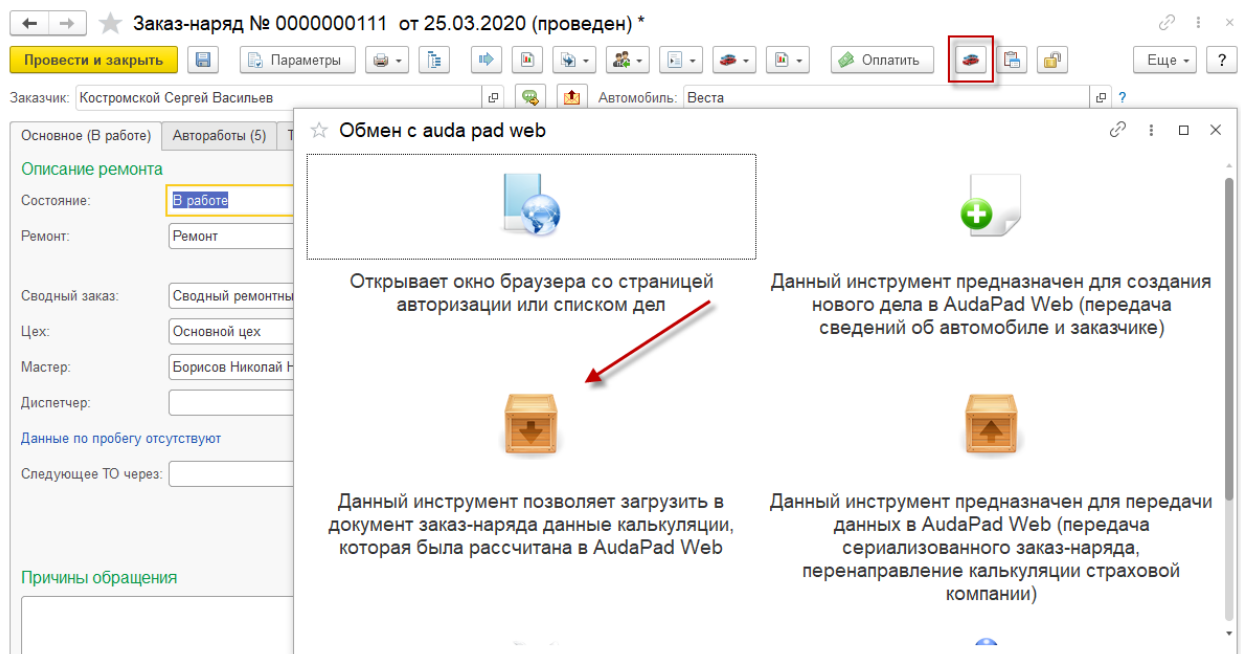 Заказ-наряд № 0000000111 от 25.03.2020 (проведен) *
Провести и закрыть
Параметры
Оплатить
Еще
?
Заказчик: Костромской Сергей Васильев
Автомобиль: Веста
?
Основное (В работе)
Автоработы (5)
Т
Обмен с auda pad web
Описание ремонта
Состояние: В работе
Ремонт: Ремонт
Сводный заказ: Сводный ремонтны
Цех: Основной цех
Мастер: Борисов Николай Н
Диспетчер:
Данные по пробегу отсутствуют
Следующее ТО через:
Причины обращения
Открывает окно браузера со страницей
авторизации или списком дел
Данный инструмент предназначен для создания
нового дела в AudaPad Web (передача
сведений об автомобиле и заказчике)
Данный инструмент позволяет загрузить в
документ заказ-наряда данные калькуляции,
которая была рассчитана в AudaPad Web
Данный инструмент предназначен для передачи
данных в AudaPad Web (передача
сериализованного заказ-наряда,
перенаправление калькуляции страховой
компании)